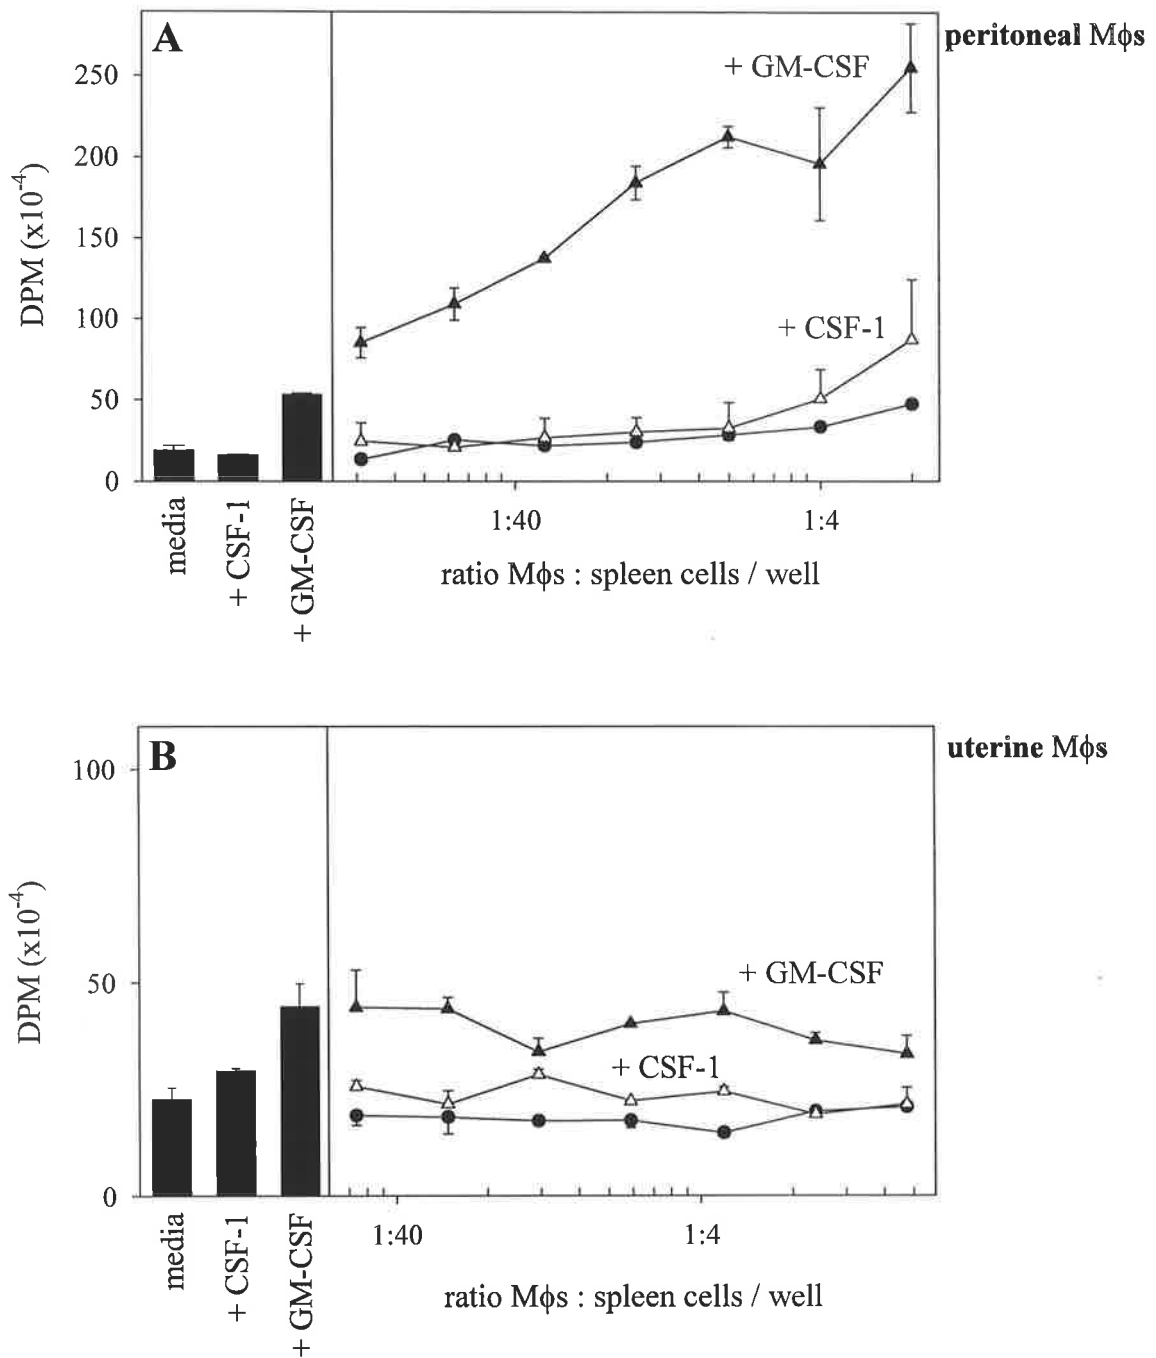 A
peritoneal Mϕs
+ GM-CSF
+ CSF-1
250
200
150
100
50
0
DPM (x10⁻⁴)
media
+ CSF-1
+ GM-CSF
1:40
1:4
ratio Mϕs : spleen cells / well
B
uterine Mϕs
+ GM-CSF
+ CSF-1
100
50
0
DPM (x10⁻⁴)
media
+ CSF-1
+ GM-CSF
1:40
1:4
ratio Mϕs : spleen cells / well